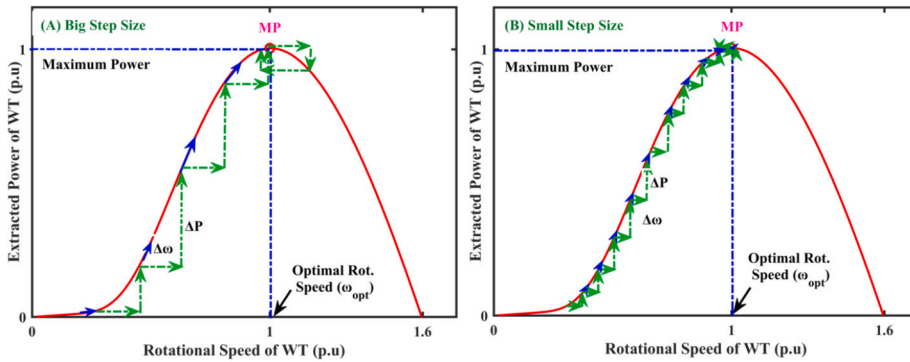 (A) Big Step Size
MP
1
Maximum Power
Extracted Power of WT (p.u)
ΔP
Δω
Optimal Rot.
Speed (ω_opt)
0
0
1
1.6
Rotational Speed of WT (p.u)
(B) Small Step Size
MP
1
Maximum Power
Extracted Power of WT (p.u)
ΔP
Δω
Optimal Rot.
Speed (ω_opt)
0
0
1
1.6
Rotational Speed of WT (p.u)